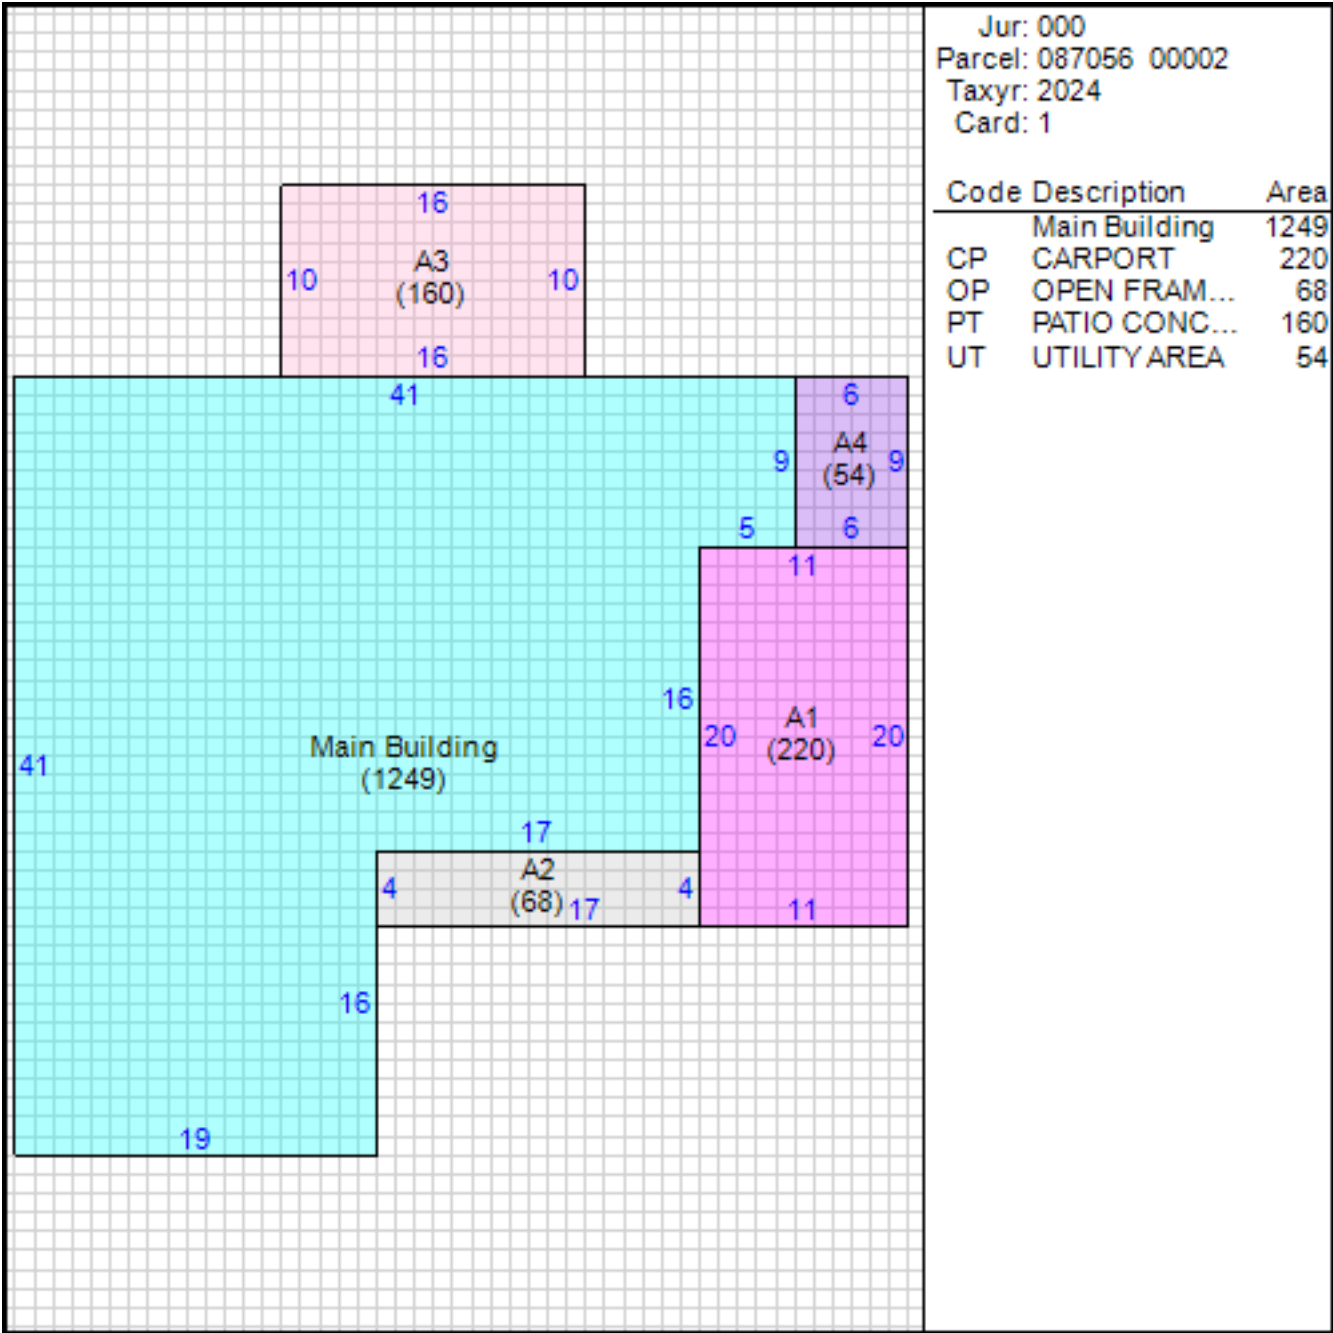 Jur: 000
Parcel: 087056 00002
Taxyr: 2024
Card: 1
Code Description Area
Main Building 1249
CP CARPORT 220
OP OPEN FRAM... 68
PT PATIO CONC... 160
UT UTILITY AREA 54
16
A3
10 (160) 10
16
41
6
A4
9 (54) 9
5 6
11
16
A1
20 (220) 20
Main Building
41 (1249)
17
A2
4 (68) 17 4
11
16
19